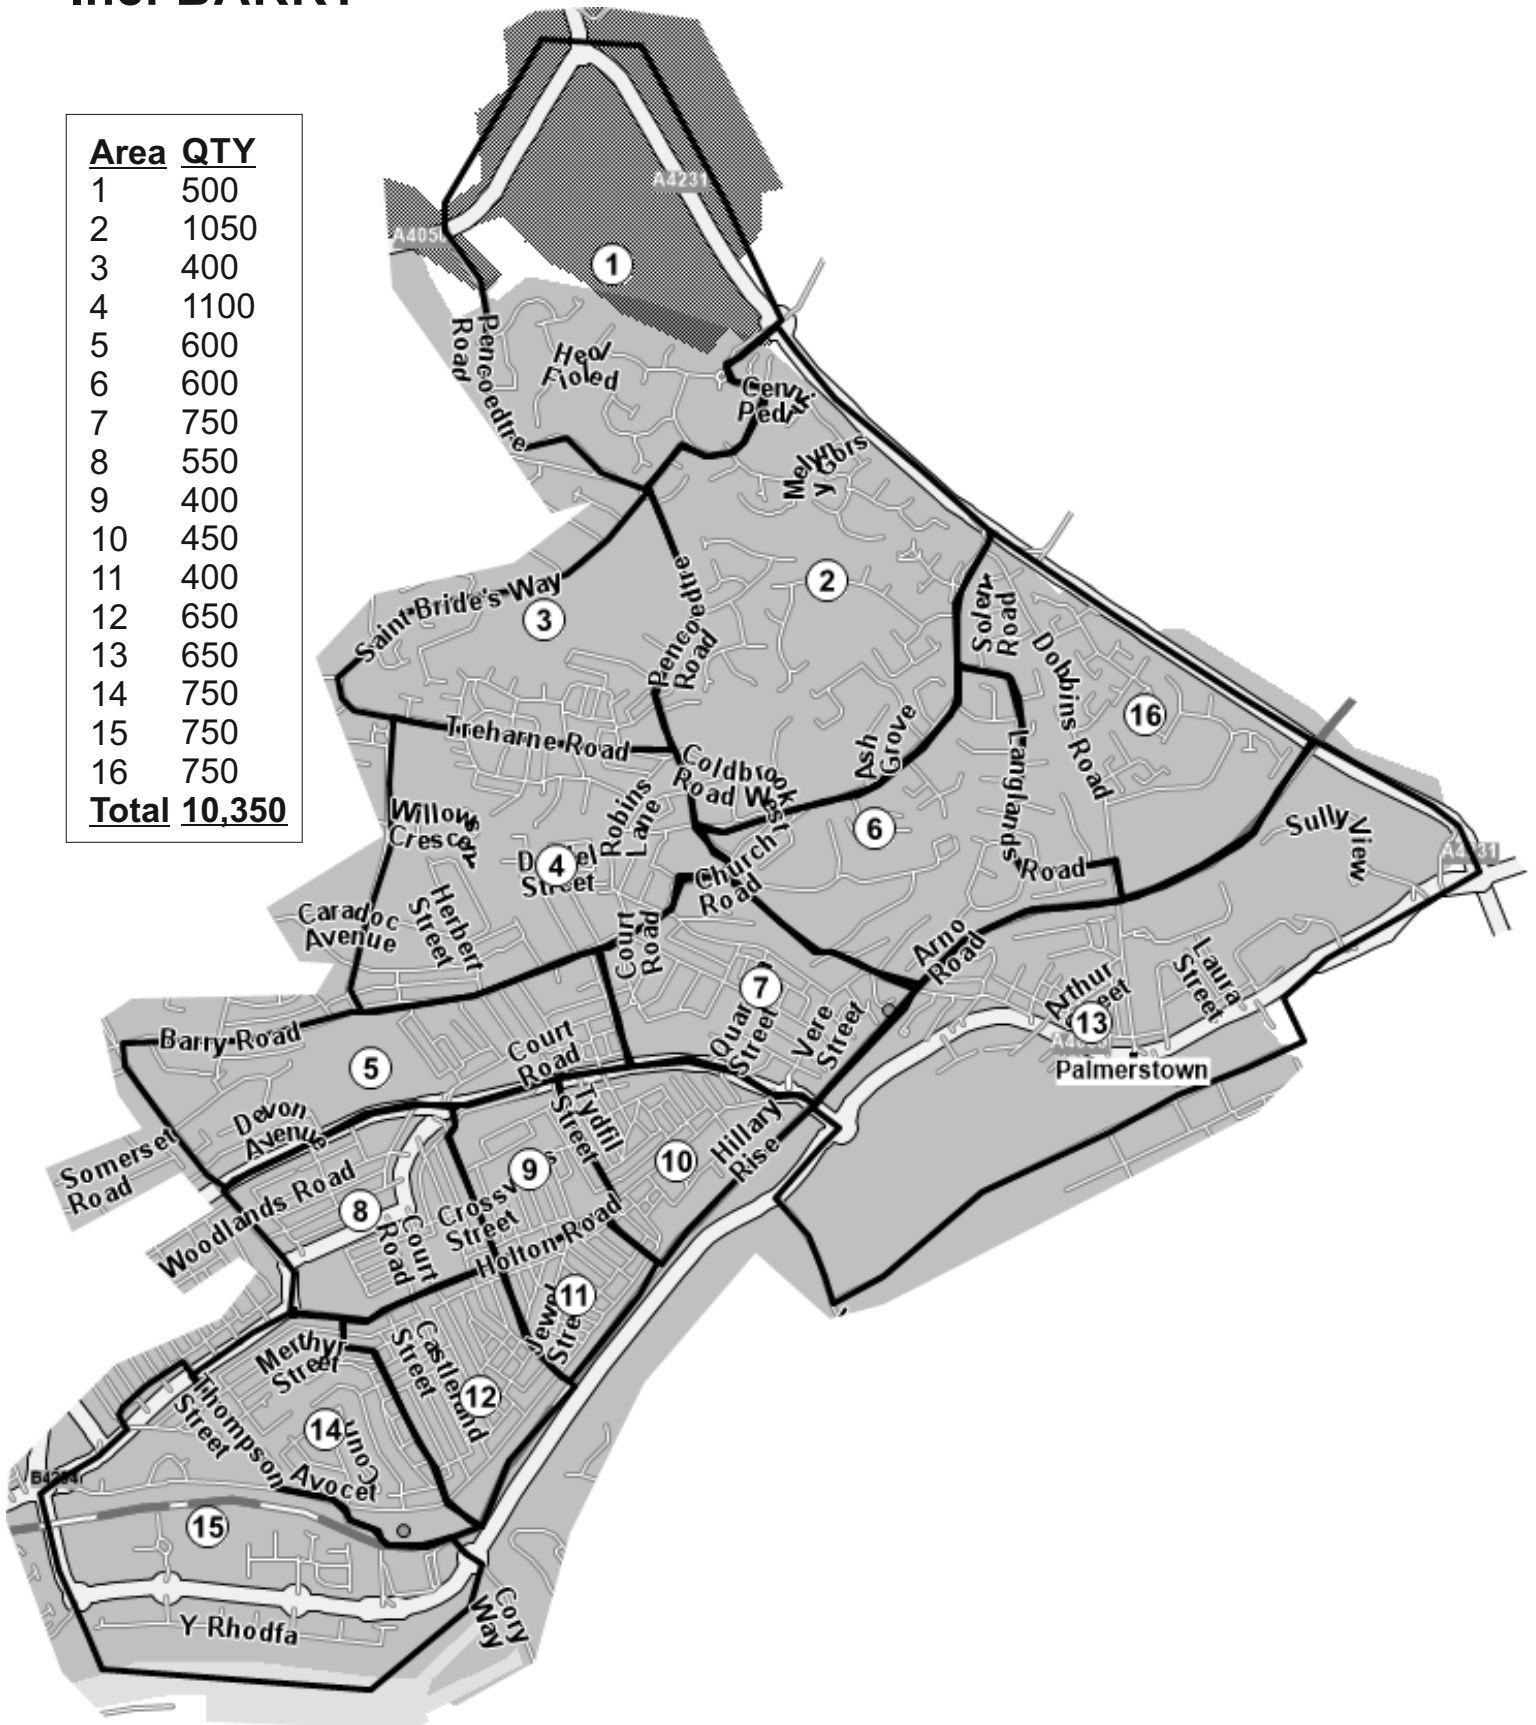 Area QTY
1 500
2 1050
3 400
4 1100
5 600
6 600
7 750
8 550
9 400
10 450
11 400
12 650
13 650
14 750
15 750
16 750
Total 10,350
A4231
1
Pencoedtre
Road
Heol
Fioled
Melyn
y Gors
2
Saint Bride's Way
3
Pencoedtre
Road
Solent
Road
Dobbins Road
16
Treharne Road
Coldbrook
Road West
Ash
Grove
Langlands
Road
Robins
Lane
Willow
Street
4
Church
Road
6
Sully View
Caradoc
Avenue
Herbert
Street
Court
Road
Arno
Road
7
Street
Vere
Street
Arthur
Street
13
Laura
Street
Palmerstown
Barry Road
5
Court
Road
Devon
Avenue
Tydfil
Street
Somerset
Road
Woodlands Road
8
Court
Road
9
Street
10
Hillary
Rise
Holton Road
11
Merthyr
Street
Castleland
Street
12
Thompson
Street
14
Avocet
Court
15
Y Rhodfa
Cory
Way